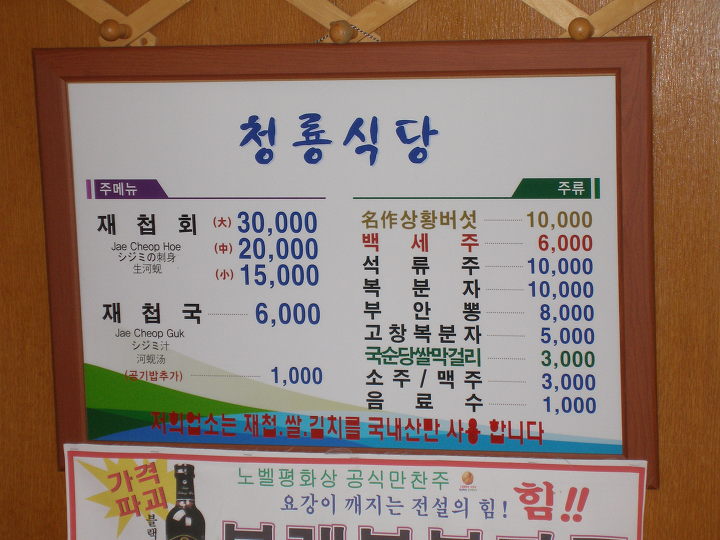 청룡식당
주메뉴
재첩회 (大) 30,000
Jae Cheop Hoe (中) 20,000
シジミの刺身
生河蚬 (小) 15,000
재첩국 6,000
Jae Cheop Guk
シジミ汁
河蚬汤
(공기밥추가) 1,000
주류
名作상황버섯 10,000
백세주 6,000
석류주 10,000
복분자 10,000
부안뽕 8,000
고창복분자 5,000
국순당쌀막걸리 3,000
소주/맥주 3,000
음료수 1,000
저희업소는 재첩.쌀.김치를 국내산만 사용 합니다
가격
파괴
노벨평화상 공식만찬주
요강이 깨지는 전설의 힘! 힘!!
블랙